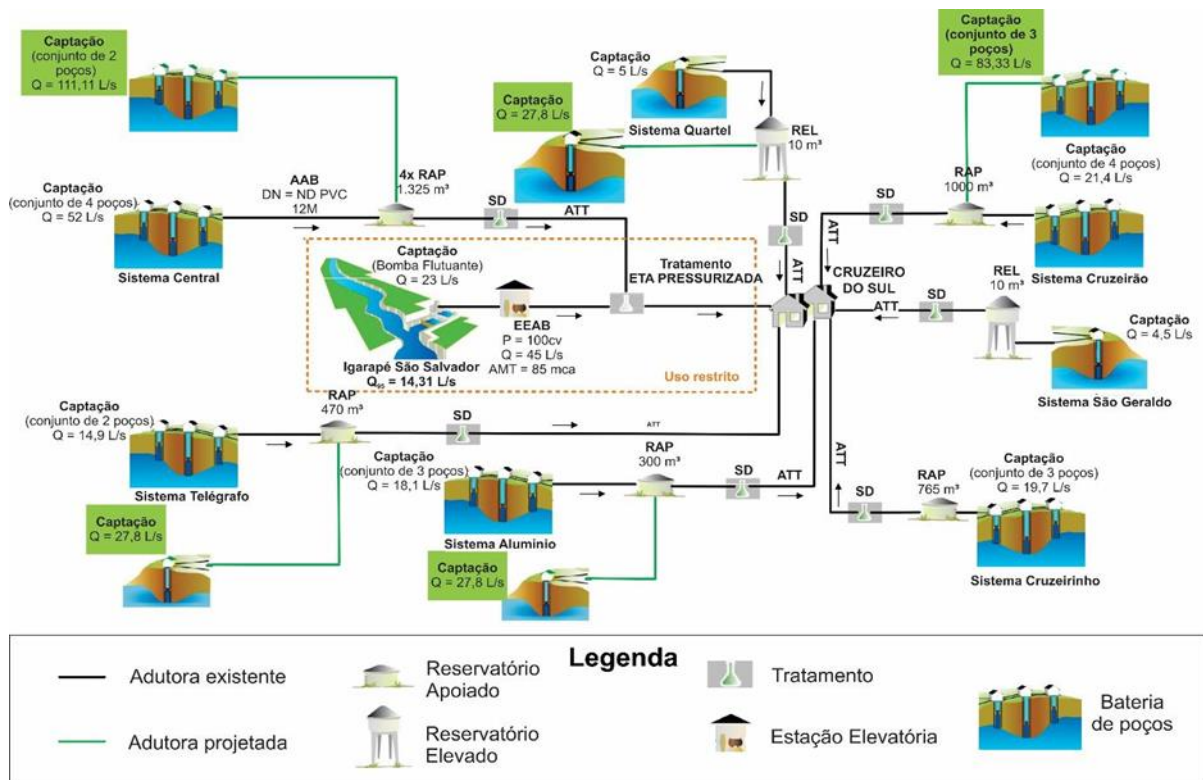 Captação
(conjunto de 2
poços)
Q = 111,11 L/s
Captação
Q = 5 L/s
Captação
(conjunto de 3
poços)
Q = 83,33 L/s
Captação
Q = 27,8 L/s
Sistema Quartel
REL
10 m³
Captação
(conjunto de 4 poços)
Q = 21,4 L/s
Captação
(conjunto de 4 poços)
Q = 52 L/s
AAB
DN = ND PVC
12M
4x RAP
1.325 m³
SD
ATT
SD
ATT
SD
ATT
RAP
1000 m³
Sistema Central
Sistema Cruzeirão
Captação
(Bomba Flutuante)
Q = 23 L/s
Tratamento
ETA PRESSURIZADA
CRUZEIRO
DO SUL
ATT
SD
REL
10 m³
EEAB
P = 100cv
Q = 45 L/s
AMT = 85 mca
Captação
Q = 4,5 L/s
Igarapé São Salvador
Q₉₅ = 14,31 L/s
Uso restrito
Sistema São Geraldo
Captação
(conjunto de 2 poços)
Q = 14,9 L/s
RAP
470 m³
SD
ATT
Sistema Telégrafo
Captação
(conjunto de 3 poços)
Q = 18,1 L/s
RAP
300 m³
SD
ATT
ATT
SD
RAP
765 m³
Captação
(conjunto de 3 poços)
Q = 19,7 L/s
Sistema Aluminio
Sistema Cruzeirinho
Captação
Q = 27,8 L/s
Captação
Q = 27,8 L/s
Legenda
Adutora existente
Reservatório
Apoiado
Tratamento
Bateria
de poços
Adutora projetada
Reservatório
Elevado
Estação Elevatória